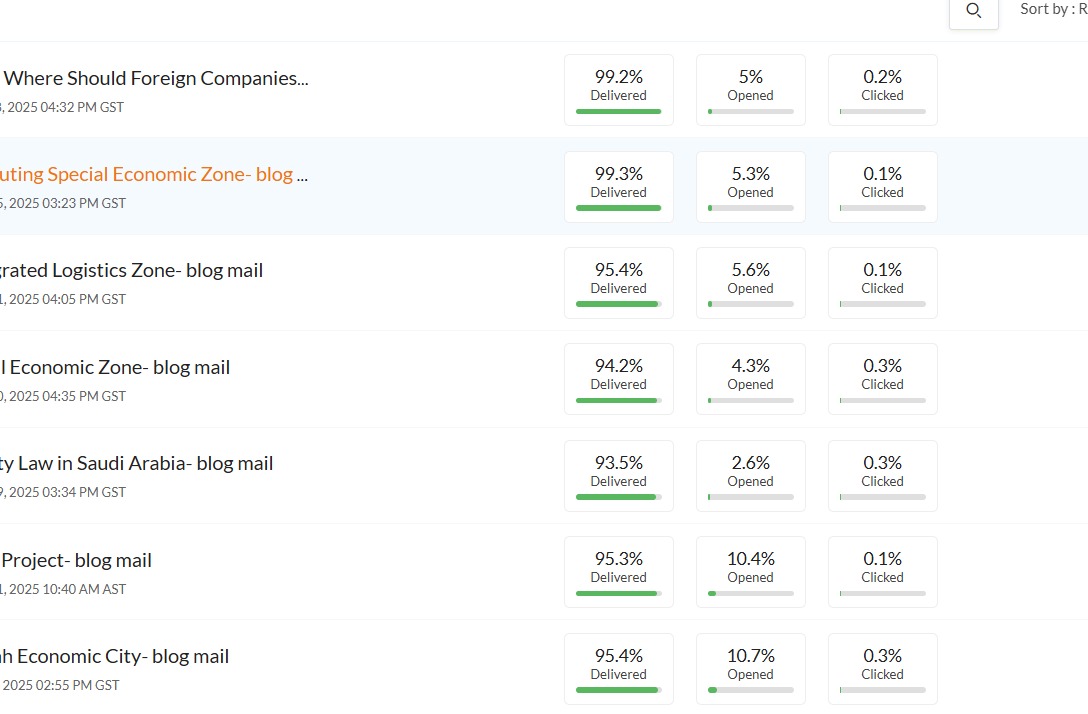 Sort by : R
Where Should Foreign Companies...
, 2025 04:32 PM GST
99.2%
Delivered
5%
Opened
0.2%
Clicked
uting Special Economic Zone- blog ...
5, 2025 03:23 PM GST
99.3%
Delivered
5.3%
Opened
0.1%
Clicked
grated Logistics Zone- blog mail
1, 2025 04:05 PM GST
95.4%
Delivered
5.6%
Opened
0.1%
Clicked
l Economic Zone- blog mail
0, 2025 04:35 PM GST
94.2%
Delivered
4.3%
Opened
0.3%
Clicked
ty Law in Saudi Arabia- blog mail
9, 2025 03:34 PM GST
93.5%
Delivered
2.6%
Opened
0.3%
Clicked
Project- blog mail
1, 2025 10:40 AM AST
95.3%
Delivered
10.4%
Opened
0.1%
Clicked
ah Economic City- blog mail
2025 02:55 PM GST
95.4%
Delivered
10.7%
Opened
0.3%
Clicked